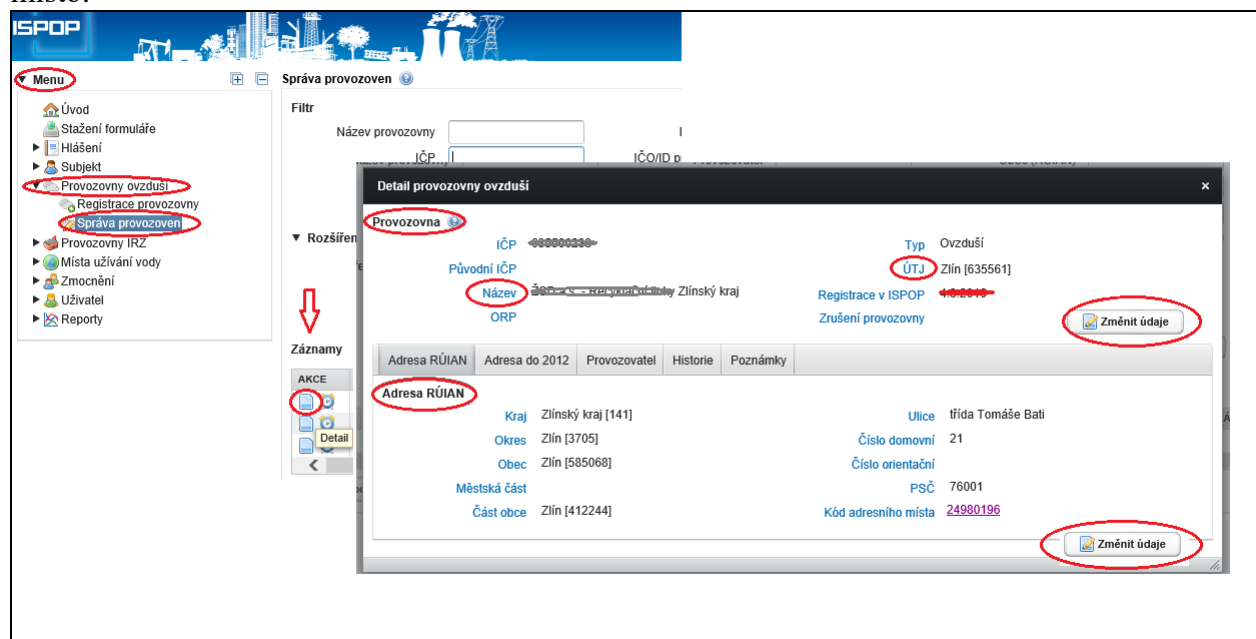 ISPOP
Menu
Úvod
Stažení formuláře
Hlášení
Subjekt
Provozovny ovzduší
Registrace provozovny
Správa provozoven
Provozovny IRZ
Místa užívání vody
Zmocnění
Uživatel
Reporty
Správa provozoven
Filtr
Název provozovny
IČP
IČO/ID p
▼ Rozšířen
Záznamy
AKCE
Detail
Detail provozovny ovzduší
×
Provozovna
IČP
Typ Ovzduší
Původní IČP
ÚTJ Zlín [635561]
Název Zlínský kraj
Registrace v ISPOP
ORP
Zrušení provozovny
Změnit údaje
Adresa RÚIAN Adresa do 2012 Provozovatel Historie Poznámky
Adresa RÚIAN
Kraj Zlínský kraj [141] Ulice třída Tomáše Bati
Okres Zlín [3705] Číslo domovní 21
Obec Zlín [585068] Číslo orientační
Městská část PSČ 76001
Část obce Zlín [412244] Kód adresního místa 24980196
Změnit údaje